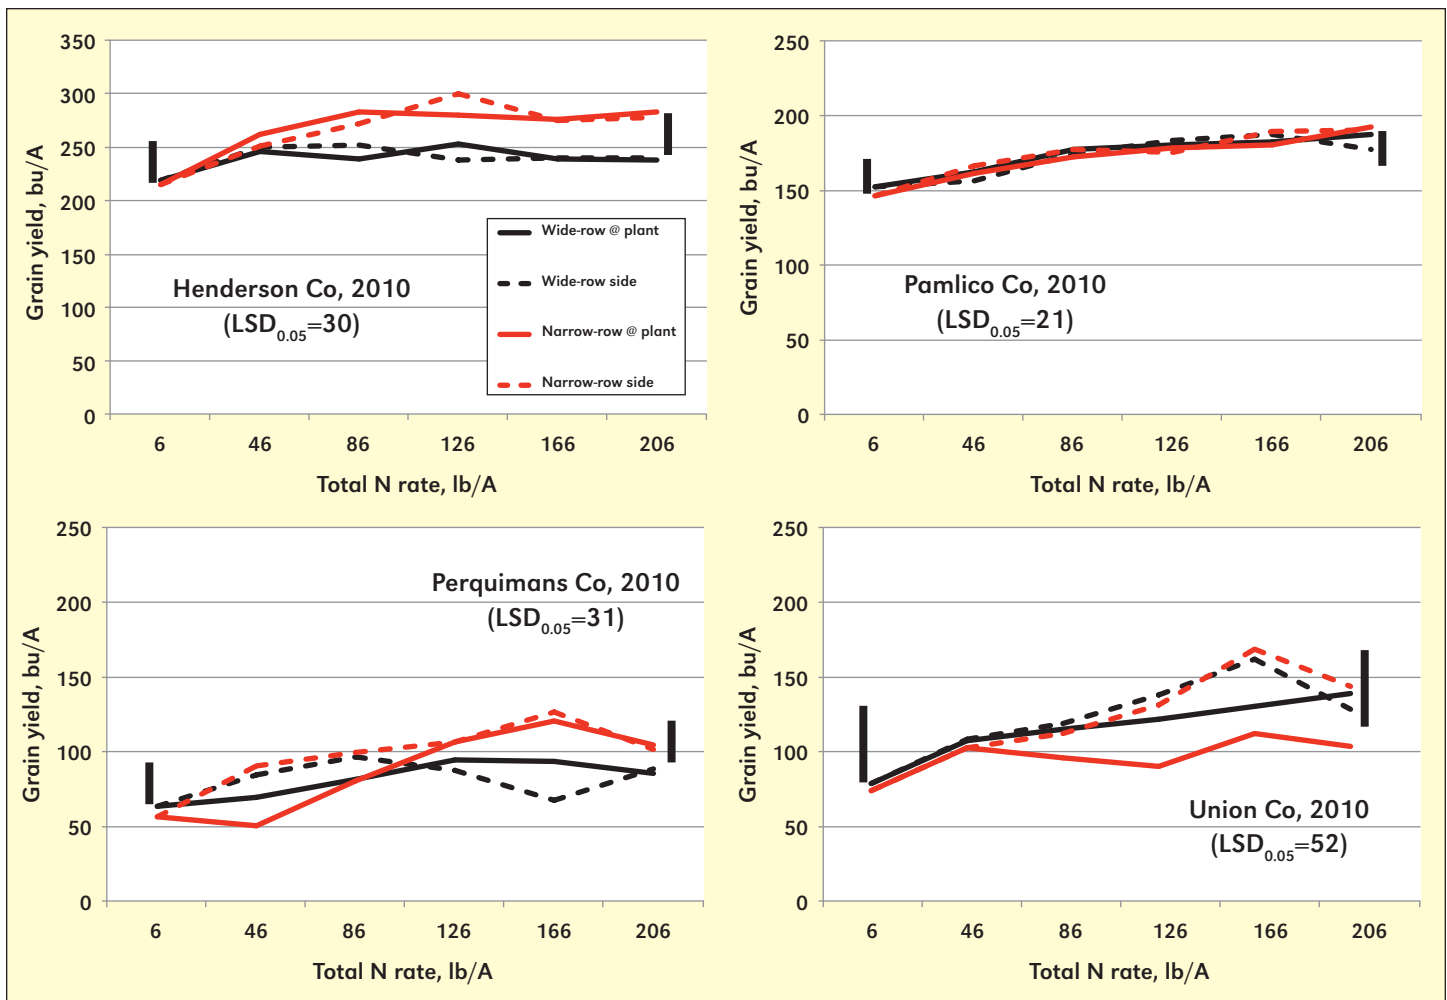 350
300
250
200
150
100
50
0
Grain yield, bu/A
Henderson Co, 2010
(LSD0.05=30)
Wide-row @ plant
Wide-row side
Narrow-row @ plant
Narrow-row side
6 46 86 126 166 206
Total N rate, lb/A
250
200
150
100
50
0
Grain yield, bu/A
Pamlico Co, 2010
(LSD0.05=21)
6 46 86 126 166 206
Total N rate, lb/A
250
200
150
100
50
0
Grain yield, bu/A
Perquimans Co, 2010
(LSD0.05=31)
6 46 86 126 166 206
Total N rate, lb/A
250
200
150
100
50
0
Grain yield, bu/A
Union Co, 2010
(LSD0.05=52)
6 46 86 126 166 206
Total N rate, lb/A